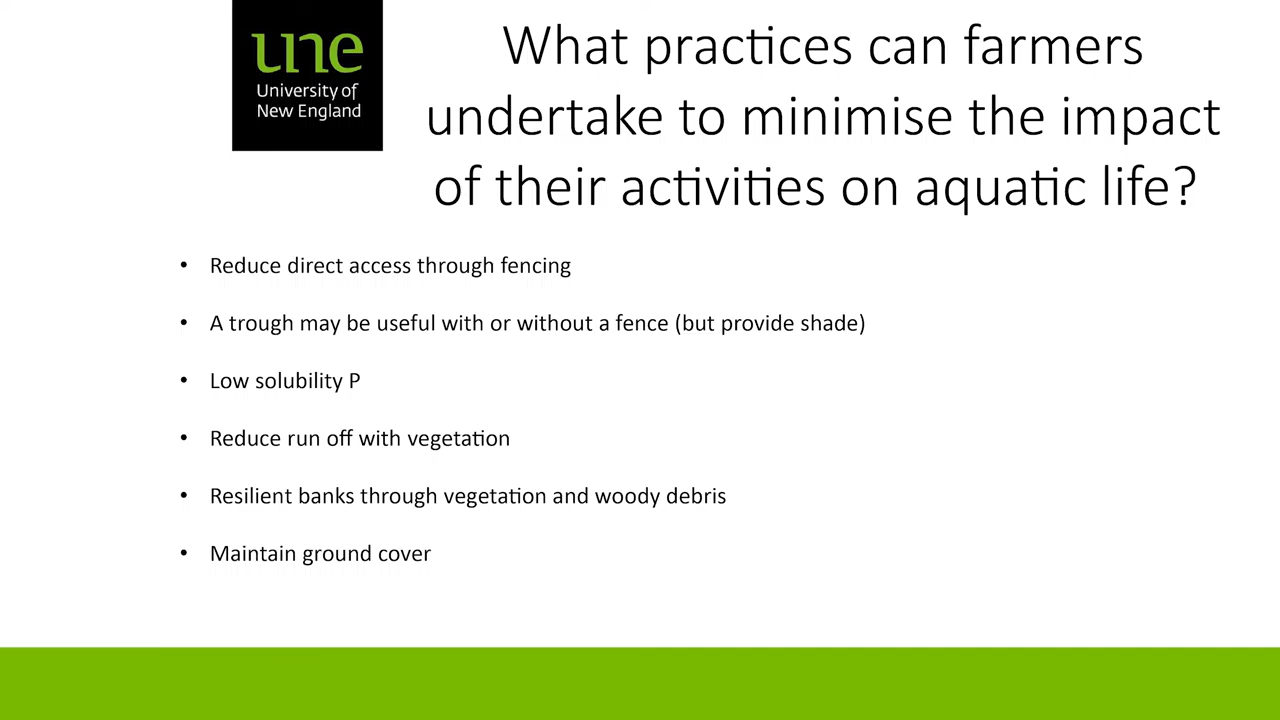 une
University of
New England
What practices can farmers
undertake to minimise the impact
of their activities on aquatic life?
• Reduce direct access through fencing
• A trough may be useful with or without a fence (but provide shade)
• Low solubility P
• Reduce run off with vegetation
• Resilient banks through vegetation and woody debris
• Maintain ground cover